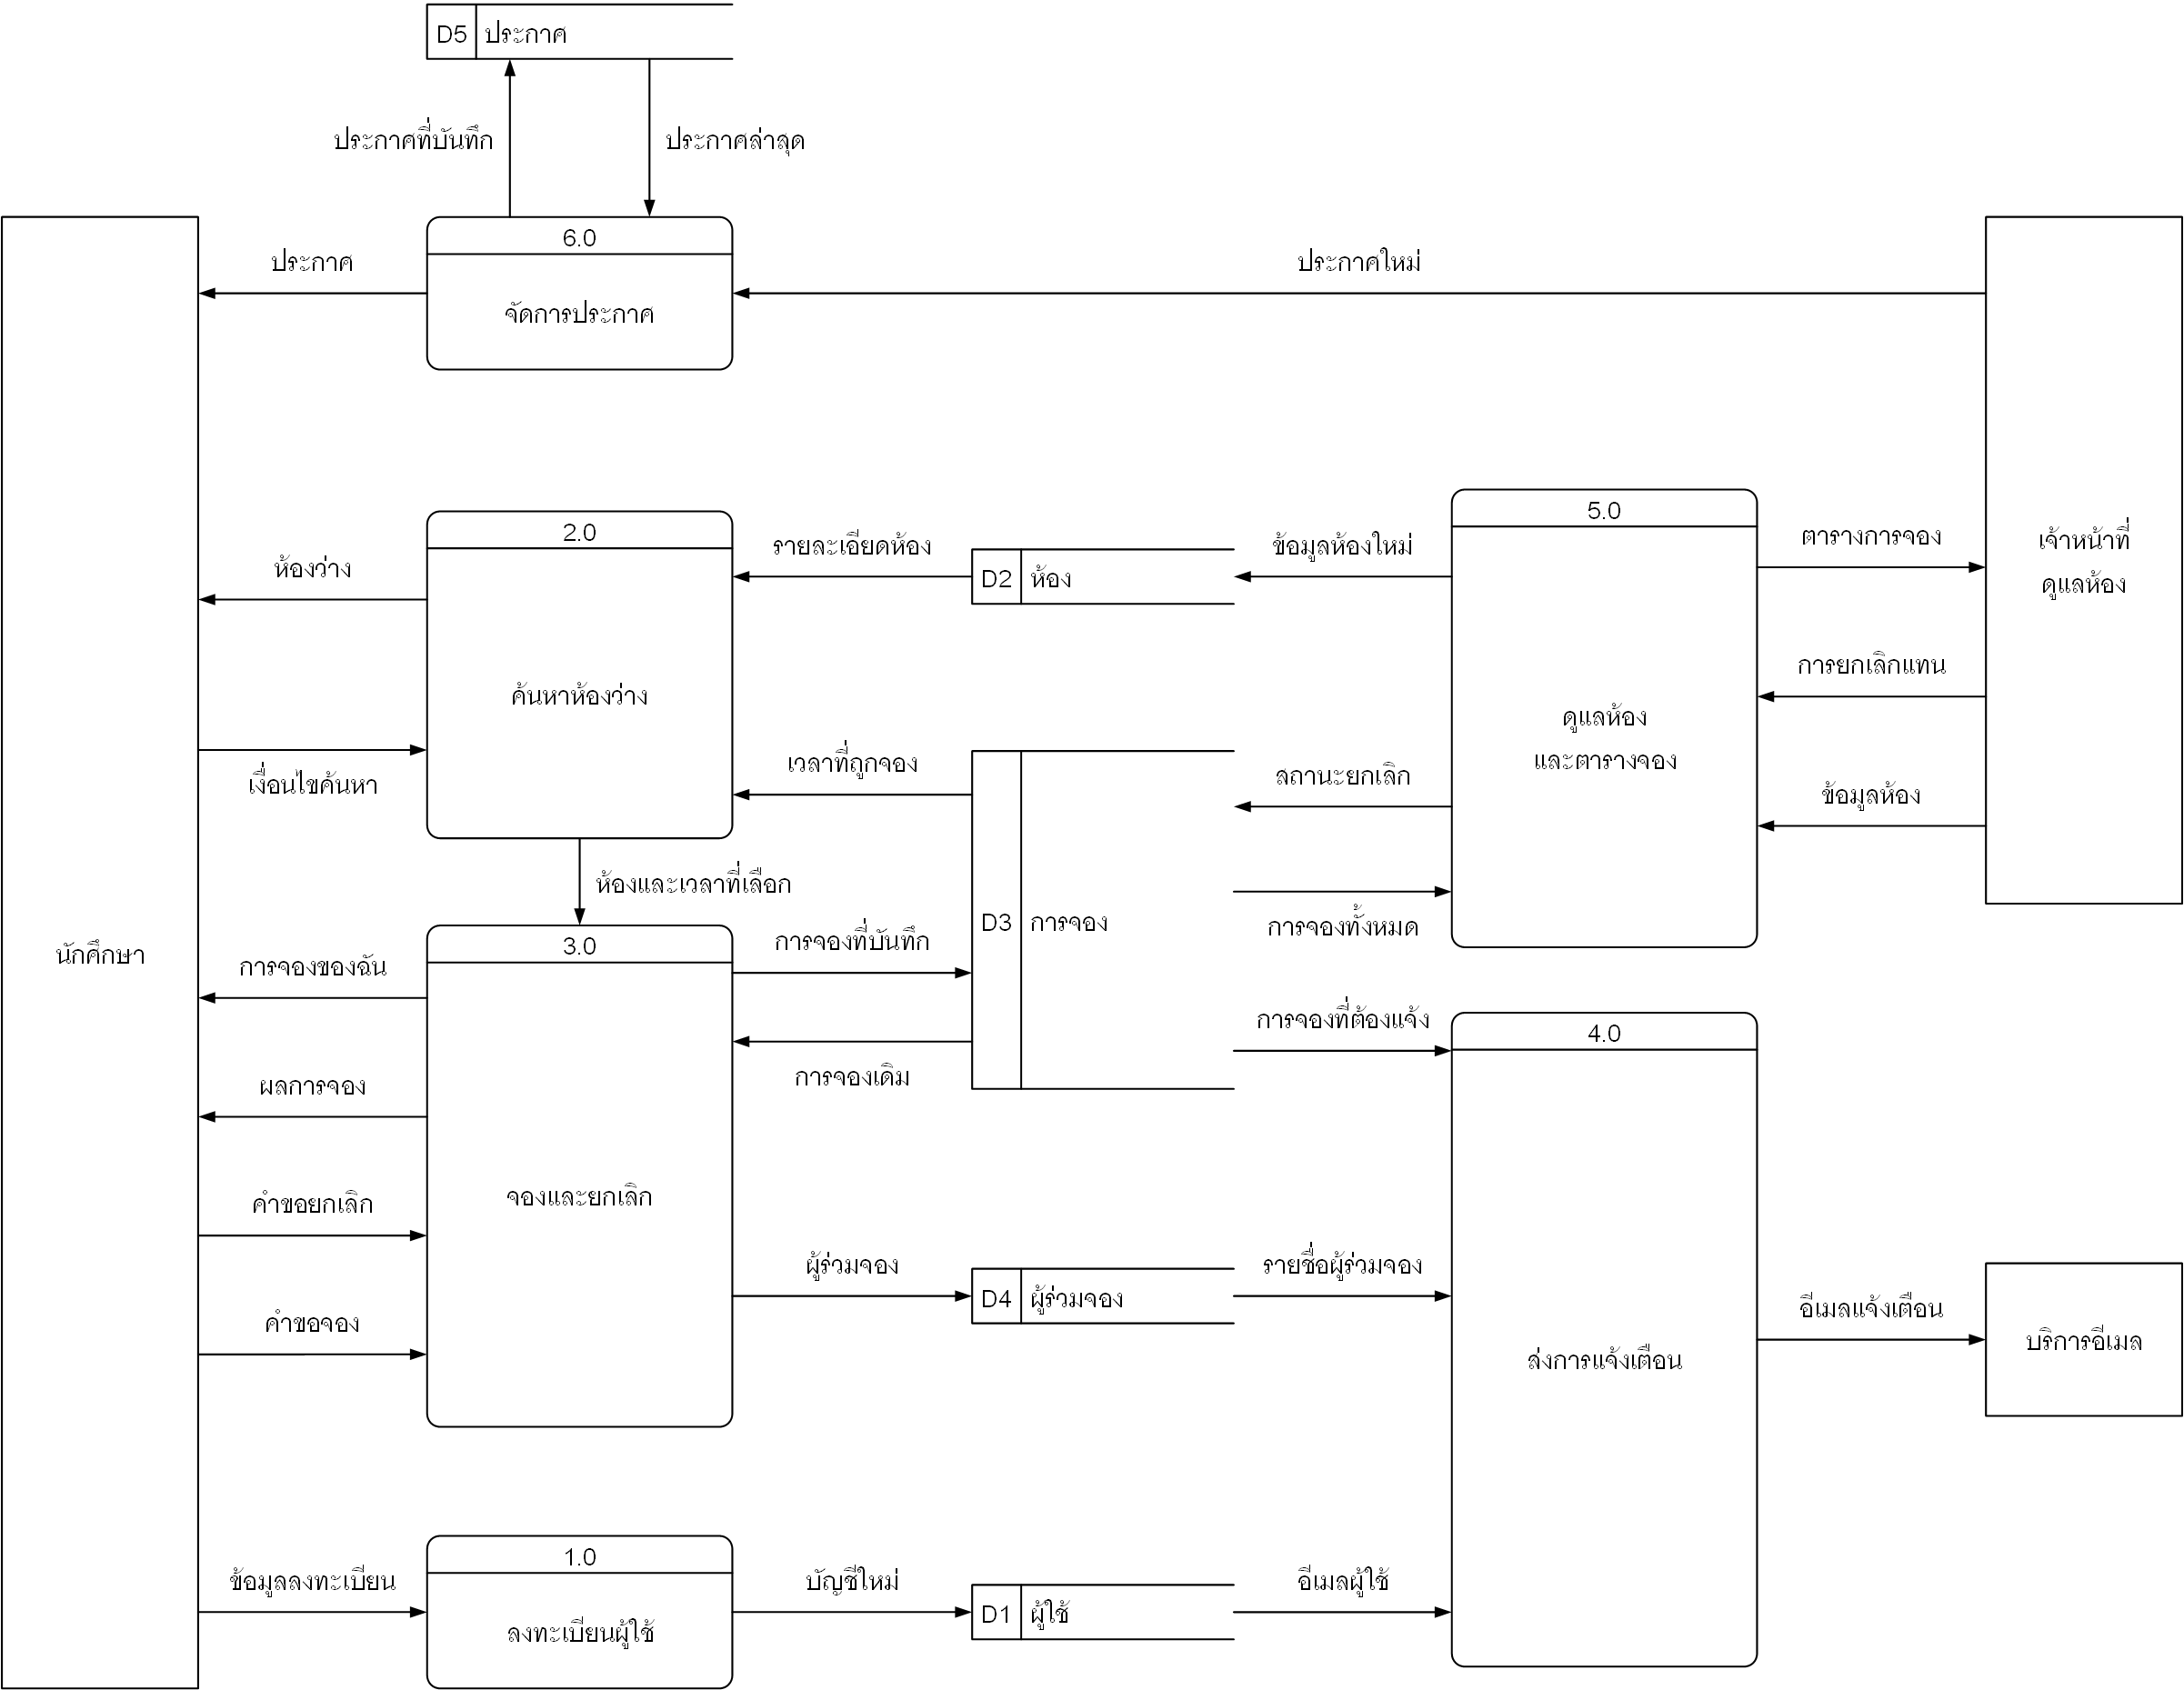 D5 ประกาศ
ประกาศที่บันทึก
ประกาศล่าสุด
6.0
จัดการประกาศ
ประกาศ
ประกาศใหม่
2.0
ค้นหาห้องว่าง
ห้องว่าง
เงื่อนไขค้นหา
รายละเอียดห้อง
D2 ห้อง
ข้อมูลห้องใหม่
5.0
ดูแลห้อง
และตารางจอง
ตารางการจอง
เจ้าหน้าที่
ดูแลห้อง
การยกเลิกแทน
ข้อมูลห้อง
เวลาที่ถูกจอง
สถานะยกเลิก
ห้องและเวลาที่เลือก
D3 การจอง
การจองทั้งหมด
นักศึกษา
3.0
จองและยกเลิก
การจองของฉัน
การจองที่บันทึก
การจองเดิม
การจองที่ต้องแจ้ง
4.0
ส่งการแจ้งเตือน
ผลการจอง
คำขอยกเลิก
คำขอจอง
ผู้ร่วมจอง
D4 ผู้ร่วมจอง
รายชื่อผู้ร่วมจอง
อีเมลแจ้งเตือน
บริการอีเมล
1.0
ลงทะเบียนผู้ใช้
ข้อมูลลงทะเบียน
บัญชีใหม่
D1 ผู้ใช้
อีเมลผู้ใช้